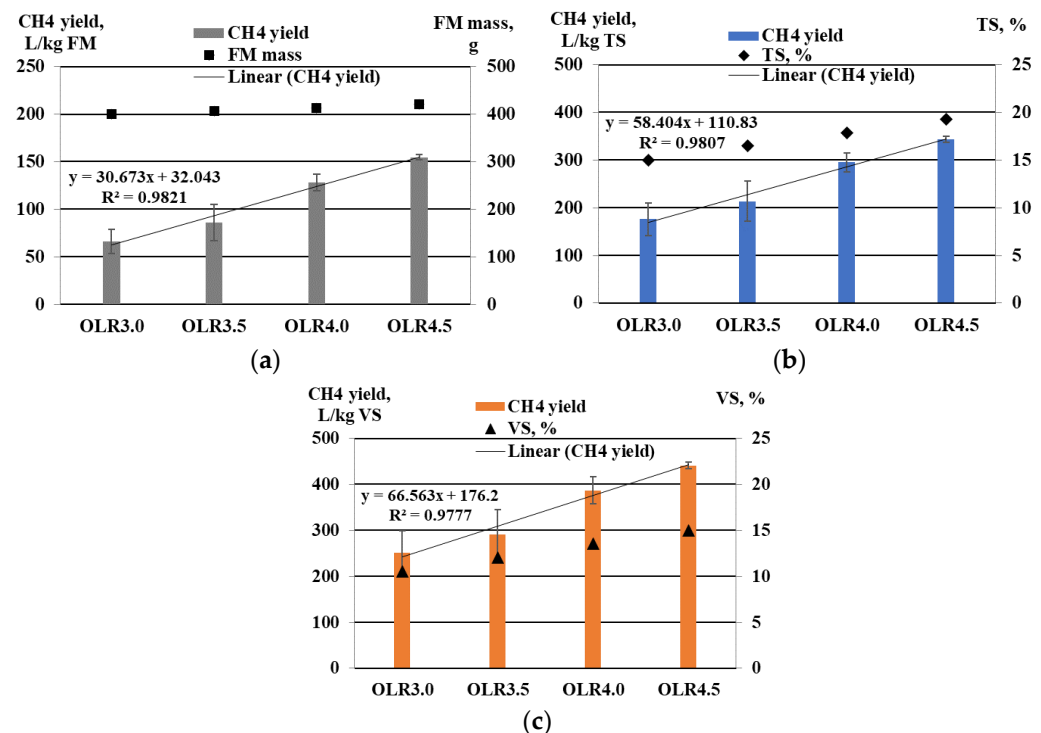 CH4 yield,
L/kg FM
FM mass,
g
CH4 yield
FM mass
Linear (CH4 yield)
250
200
150
100
50
0
500
400
300
200
100
0
y = 30.673x + 32.043
R² = 0.9821
OLR3.0 OLR3.5 OLR4.0 OLR4.5
(a)
CH4 yield,
L/kg TS
TS, %
CH4 yield
TS, %
Linear (CH4 yield)
500
400
300
200
100
0
25
20
15
10
5
0
y = 58.404x + 110.83
R² = 0.9807
OLR3.0 OLR3.5 OLR4.0 OLR4.5
(b)
CH4 yield,
L/kg VS
VS, %
CH4 yield
VS, %
Linear (CH4 yield)
500
400
300
200
100
0
25
20
15
10
5
0
y = 66.563x + 176.2
R² = 0.9777
OLR3.0 OLR3.5 OLR4.0 OLR4.5
(c)